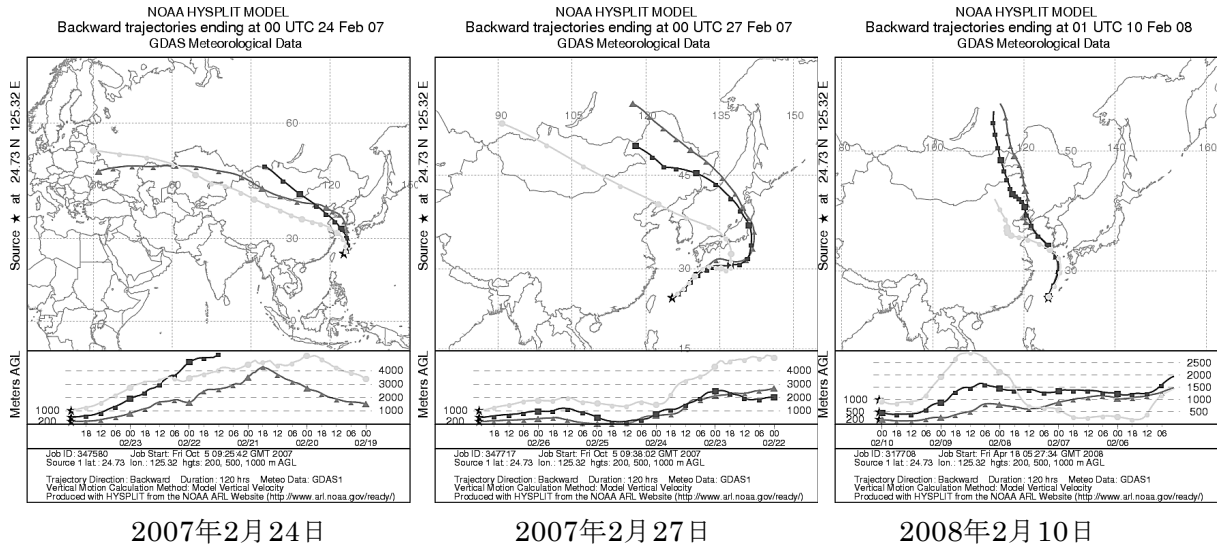 NOAA HYSPLIT MODEL
Backward trajectories ending at 00 UTC 24 Feb 07
GDAS Meteorological Data
Source ★ at 24.73 N 125.32 E
60
30
120
Meters AGL
4000
3000
2000
1000
1000
500
200
18 12 06 00 18 12 06 00 18 12 06 00 18 12 06 00 18 12 06 00
02/23 02/22 02/21 02/20 02/19
Job ID: 347580 Job Start: Fri Oct 5 09:25:42 GMT 2007
Source 1 lat.: 24.73 lon.: 125.32 hgts: 200, 500, 1000 m AGL
Trajectory Direction: Backward Duration: 120 hrs Meteo Data: GDAS1
Vertical Motion Calculation Method: Model Vertical Velocity
Produced with HYSPLIT from the NOAA ARL Website (http://www.arl.noaa.gov/ready/)
2007年2月24日
NOAA HYSPLIT MODEL
Backward trajectories ending at 00 UTC 27 Feb 07
GDAS Meteorological Data
Source ★ at 24.73 N 125.32 E
90
105
120
135
150
45
30
15
Meters AGL
5000
4000
3000
2000
1000
1000
500
200
18 12 06 00 18 12 06 00 18 12 06 00 18 12 06 00 18 12 06 00
02/26 02/25 02/24 02/23 02/22
Job ID: 347717 Job Start: Fri Oct 5 09:38:02 GMT 2007
Source 1 lat.: 24.73 lon.: 125.32 hgts: 200, 500, 1000 m AGL
Trajectory Direction: Backward Duration: 120 hrs Meteo Data: GDAS1
Vertical Motion Calculation Method: Model Vertical Velocity
Produced with HYSPLIT from the NOAA ARL Website (http://www.arl.noaa.gov/ready/)
2007年2月27日
NOAA HYSPLIT MODEL
Backward trajectories ending at 01 UTC 10 Feb 08
GDAS Meteorological Data
Source ★ at 24.73 N 125.32 E
80
100
120
140
160
50
30
Meters AGL
2500
2000
1500
1000
500
1000
500
200
00 18 12 06 00 18 12 06 00 18 12 06 00 18 12 06 00 18 12 06
02/10 02/09 02/08 02/07 02/06
Job ID: 317708 Job Start: Fri Apr 18 05:27:34 GMT 2008
Source 1 lat.: 24.73 lon.: 125.32 hgts: 200, 500, 1000 m AGL
Trajectory Direction: Backward Duration: 120 hrs Meteo Data: GDAS1
Vertical Motion Calculation Method: Model Vertical Velocity
Produced with HYSPLIT from the NOAA ARL Website (http://www.arl.noaa.gov/ready/)
2008年2月10日